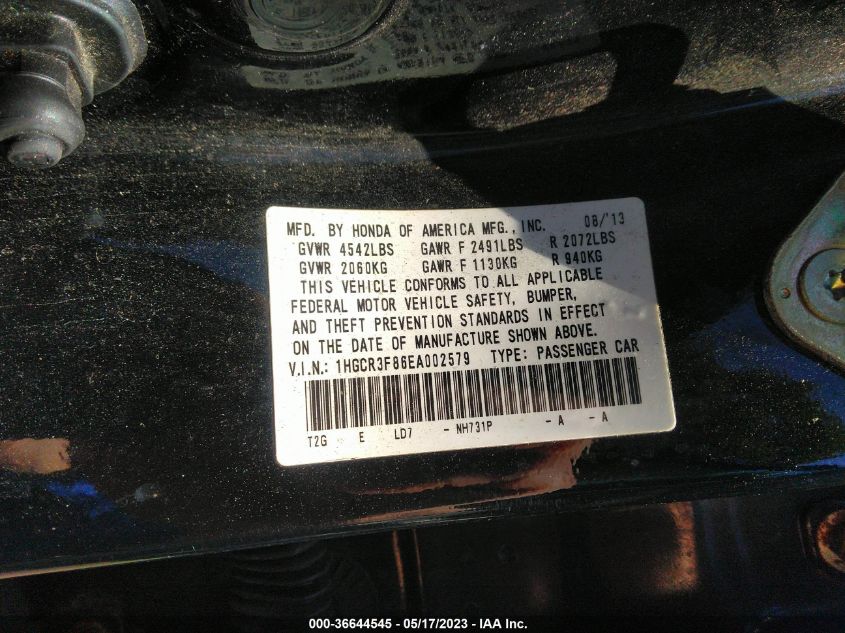 MFD. BY HONDA OF AMERICA MFG., INC. 08/'13
GVWR 4542LBS GAWR F 2491LBS R 2072LBS
GVWR 2060KG GAWR F 1130KG R 940KG
THIS VEHICLE CONFORMS TO ALL APPLICABLE
FEDERAL MOTOR VEHICLE SAFETY, BUMPER,
AND THEFT PREVENTION STANDARDS IN EFFECT
ON THE DATE OF MANUFACTURE SHOWN ABOVE.
V.I.N.: 1HGCR3F86EA002579 TYPE: PASSENGER CAR
T2G E LD7 - NH731P - A - A
000-36644545 - 05/17/2023 - IAA Inc.